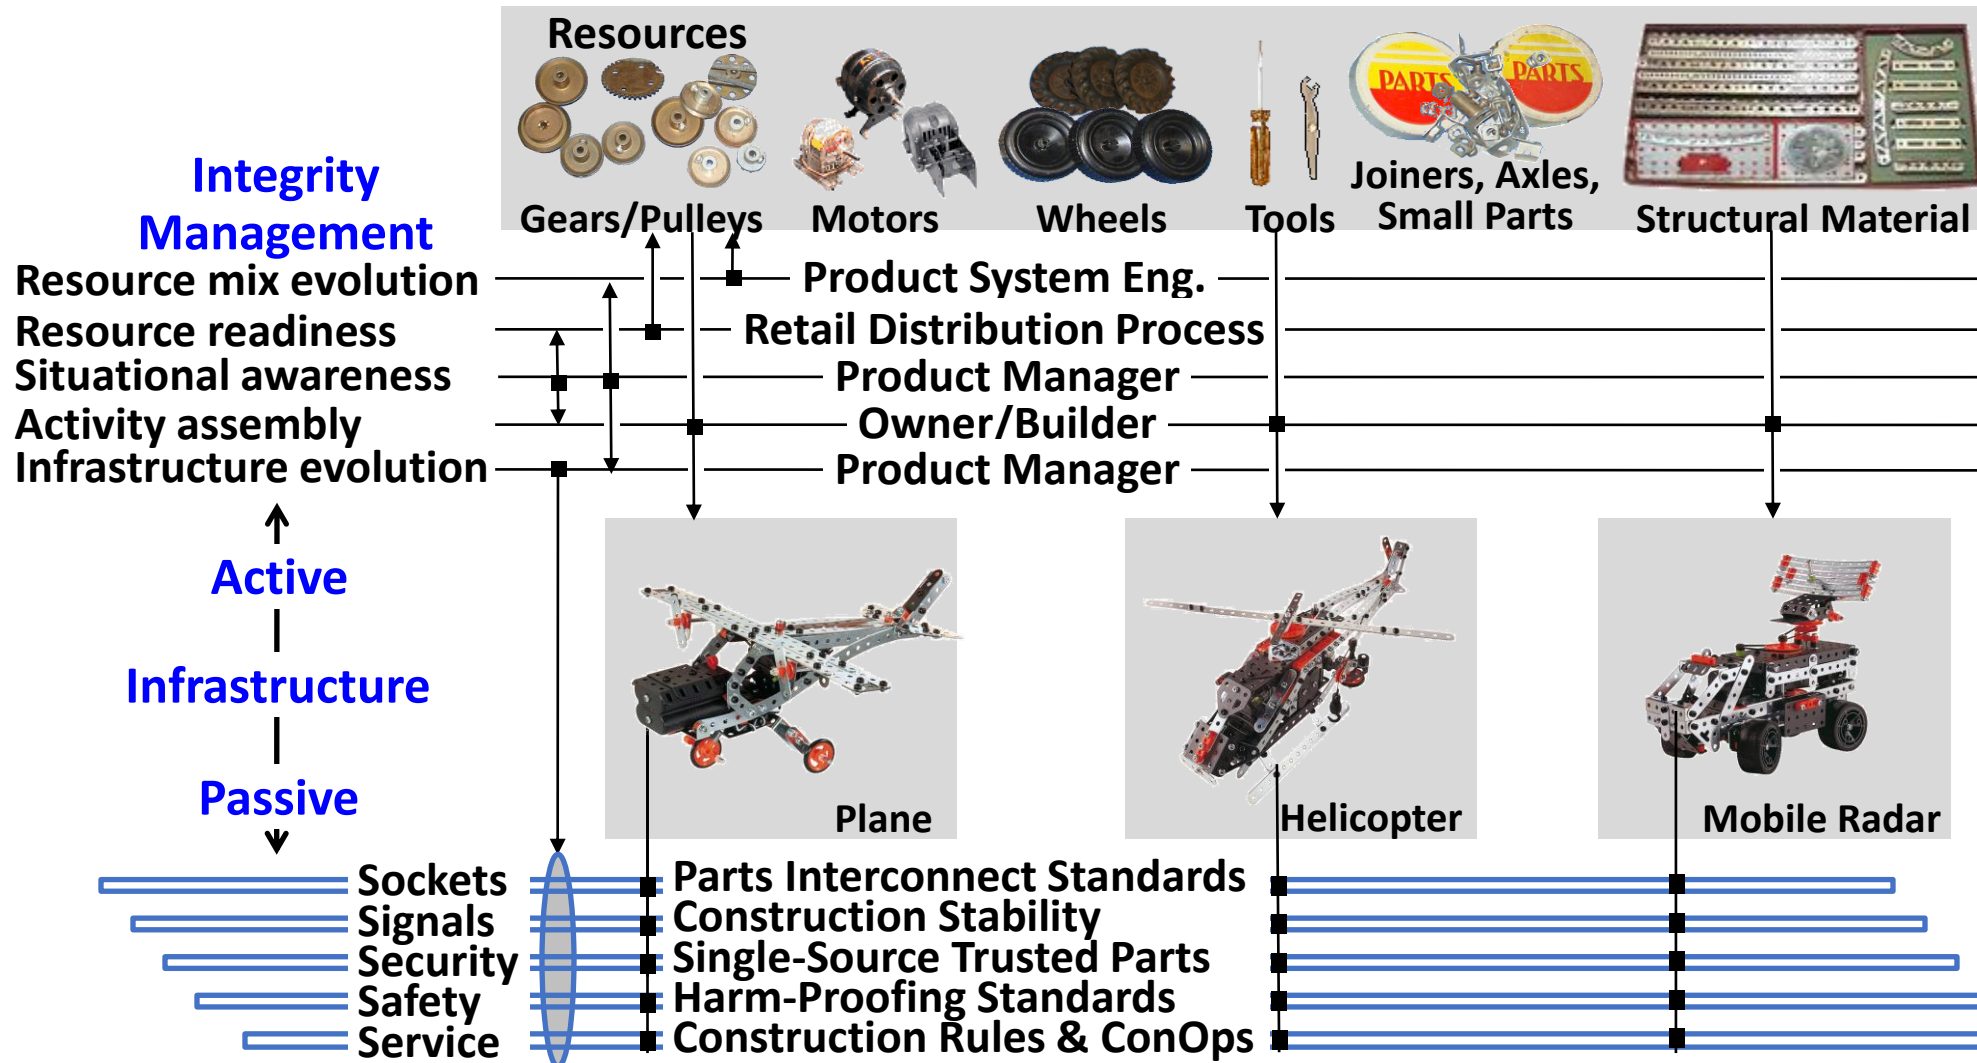 Resources
PARTS
PARTS
Gears/Pulleys
Motors
Wheels
Tools
Joiners, Axles,
Small Parts
Structural Material
Integrity
Management
Resource mix evolution
Product System Eng.
Resource readiness
Retail Distribution Process
Situational awareness
Product Manager
Activity assembly
Owner/Builder
Infrastructure evolution
Product Manager
Active
Infrastructure
Passive
Plane
Helicopter
Mobile Radar
Sockets
Parts Interconnect Standards
Signals
Construction Stability
Security
Single-Source Trusted Parts
Safety
Harm-Proofing Standards
Service
Construction Rules & ConOps